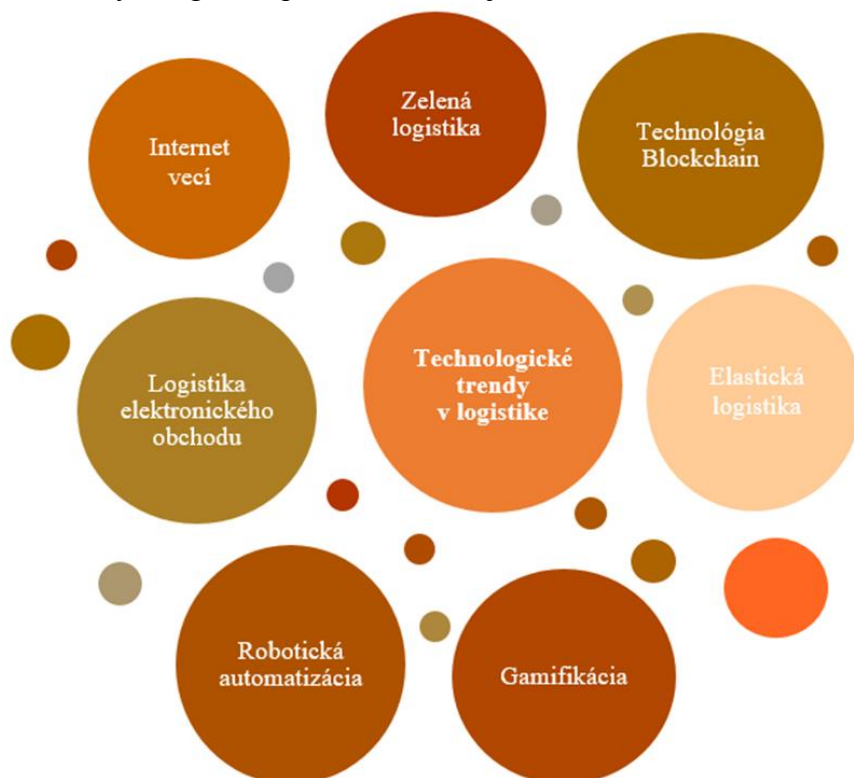 Zelená
logistika
Internet
vecí
Technológia
Blockchain
Technologické
trendy
v logistike
Logistika
elektronického
obchodu
Elastická
logistika
Robotická
automatizácia
Gamifikácia